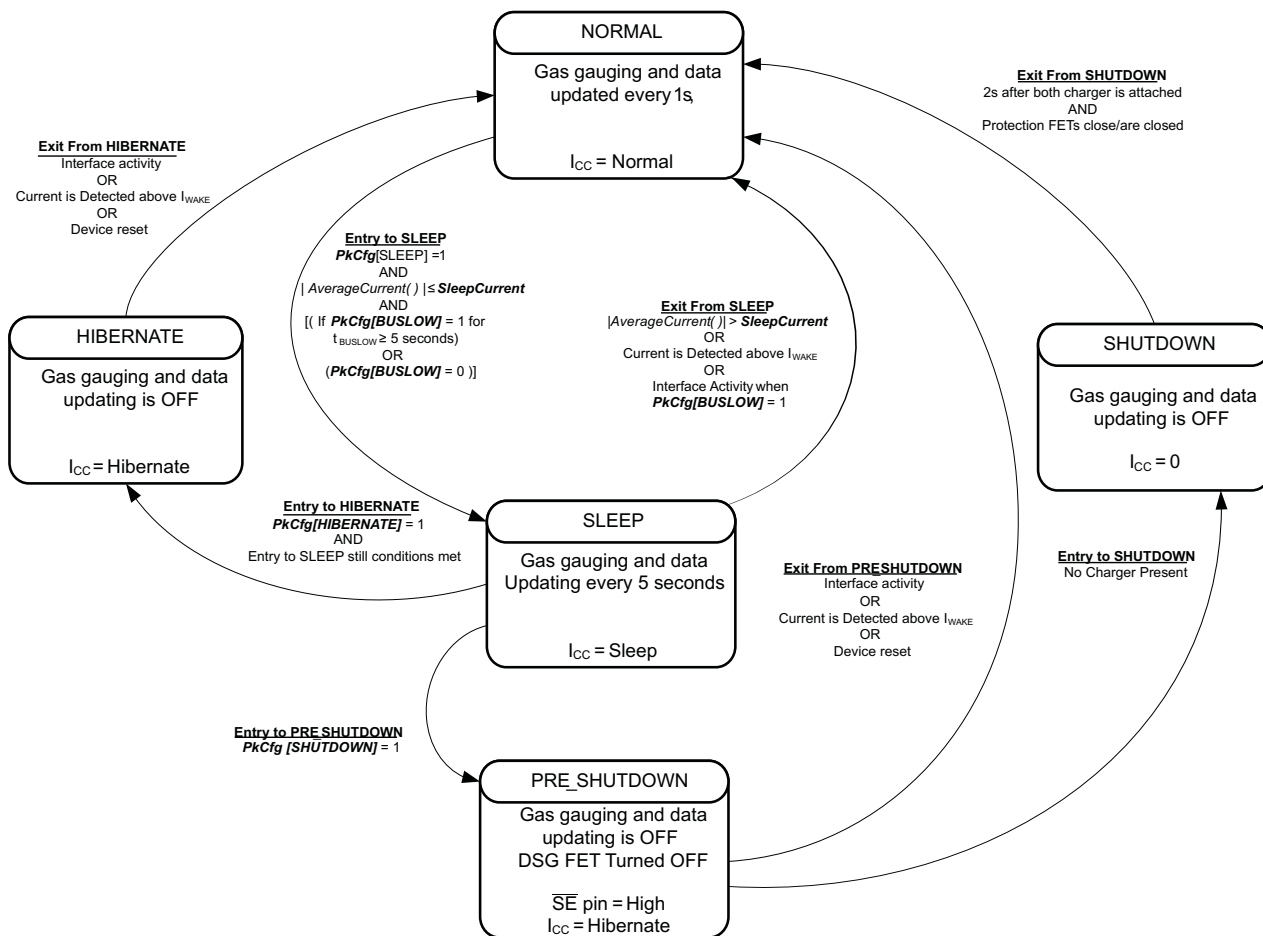 NORMAL
Gas gauging and data
updated every 1s,
I_CC = Normal
Exit From SHUTDOWN
2s after both charger is attached
AND
Protection FETs close/are closed
Exit From HIBERNATE
Interface activity
OR
Current is Detected above I_WAKE
OR
Device reset
Entry to SLEEP
PkCfg[SLEEP] =1
AND
| AverageCurrent( ) | ≤ SleepCurrent
AND
[( If PkCfg[BUSLOW] = 1 for
t_BUSLOW ≥ 5 seconds)
OR
(PkCfg[BUSLOW] = 0 )]
Exit From SLEEP
|AverageCurrent( )| > SleepCurrent
OR
Current is Detected above I_WAKE
OR
Interface Activity when
PkCfg[BUSLOW] = 1
HIBERNATE
Gas gauging and data
updating is OFF
I_CC = Hibernate
SHUTDOWN
Gas gauging and data
updating is OFF
I_CC = 0
Entry to HIBERNATE
PkCfg[HIBERNATE] = 1
AND
Entry to SLEEP still conditions met
SLEEP
Gas gauging and data
Updating every 5 seconds
I_CC = Sleep
Exit From PRE_SHUTDOWN
Interface activity
OR
Current is Detected above I_WAKE
OR
Device reset
Entry to SHUTDOWN
No Charger Present
Entry to PRE_SHUTDOWN
PkCfg [SHUTDOWN] = 1
PRE_SHUTDOWN
Gas gauging and data
updating is OFF
DSG FET Turned OFF
S̅E̅ pin = High
I_CC = Hibernate